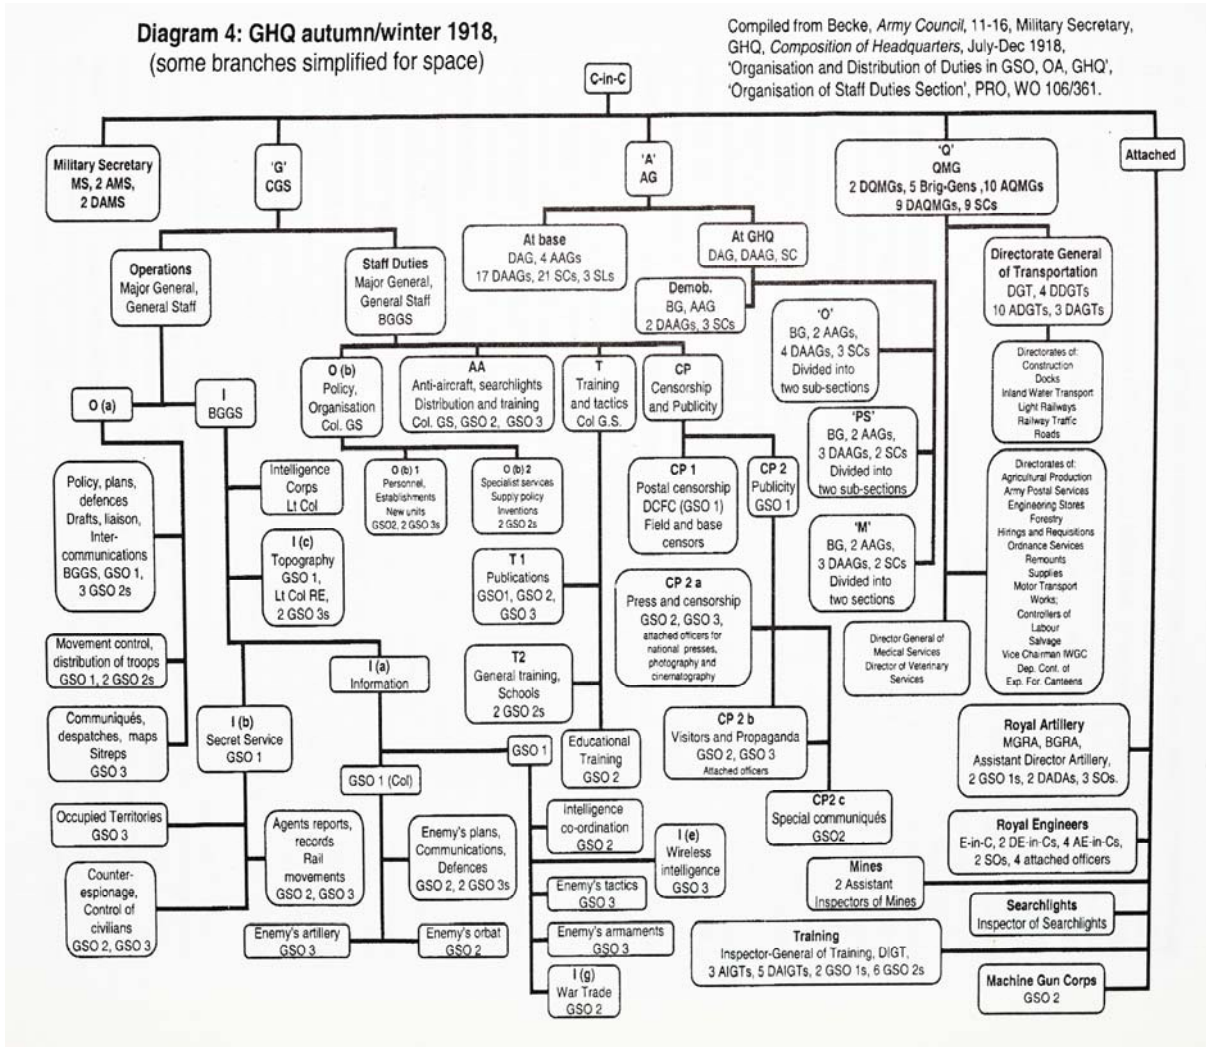 Diagram 4: GHQ autumn/winter 1918,
(some branches simplified for space)
Compiled from Becke, Army Council, 11-16, Military Secretary,
GHQ, Composition of Headquarters, July-Dec 1918,
'Organisation and Distribution of Duties in GSO, OA, GHQ',
'Organisation of Staff Duties Section', PRO, WO 106/361.
C-in-C
Military Secretary
MS, 2 AMS,
2 DAMS
'G'
CGS
'A'
AG
'Q'
QMG
2 DQMGs, 5 Brig-Gens ,10 AQMGs
9 DAQMGs, 9 SCs
Attached
Operations
Major General,
General Staff
Staff Duties
Major General,
General Staff
BGGS
At base
DAG, 4 AAGs
17 DAAGs, 21 SCs, 3 SLs
At GHQ
DAG, DAAG, SC
Demob.
BG, AAG
2 DAAGs, 3 SCs
'O'
BG, 2 AAGs,
4 DAAGs, 3 SCs
Divided into
two sub-sections
'PS'
BG, 2 AAGs,
3 DAAGs, 2 SCs
Divided into
two sub-sections
'M'
BG, 2 AAGs,
3 DAAGs, 2 SCs
Divided into
two sections
Directorate General
of Transportation
DGT, 4 DDGTs
10 ADGTs, 3 DAGTs
Directorates of:
Construction
Docks
Inland Water Transport
Light Railways
Railway Traffic
Roads
Directorates of:
Agricultural Production
Army Postal Services
Engineering Stores
Forestry
Hirings and Requisitions
Ordnance Services
Remounts
Supplies
Motor Transport
Works;
Controllers of
Labour
Salvage
Vice Chairman IWGC
Dep. Cont. of
Exp. For. Canteens
Director General of
Medical Services
Director of Veterinary
Services
O (a)
I
BGGS
O (b)
Policy,
Organisation
Col. GS
AA
Anti-aircraft, searchlights
Distribution and training
Col. GS, GSO 2, GSO 3
T
Training
and tactics
Col G.S.
CP
Censorship
and Publicity
O (b) 1
Personnel,
Establishments
New units
GSO2, 2 GSO 3s
O (b) 2
Specialist services
Supply policy
Inventions
2 GSO 2s
CP 1
Postal censorship
DCFC (GSO 1)
Field and base
censors
CP 2
Publicity
GSO 1
Policy, plans,
defences
Drafts, liaison,
Inter-
communications
BGGS, GSO 1,
3 GSO 2s
Movement control,
distribution of troops
GSO 1, 2 GSO 2s
Communiqués,
despatches, maps
Sitreps
GSO 3
Intelligence
Corps
Lt Col
I (c)
Topography
GSO 1,
Lt Col RE,
2 GSO 3s
T 1
Publications
GSO1, GSO 2,
GSO 3
T2
General training,
Schools
2 GSO 2s
Educational
Training
GSO 2
CP 2 a
Press and censorship
GSO 2, GSO 3,
attached officers for
national presses,
photography and
cinematography
CP 2 b
Visitors and Propaganda
GSO 2, GSO 3
Attached officers
CP2 c
Special communiqués
GSO2
I (a)
Information
I (b)
Secret Service
GSO 1
GSO 1 (Col)
GSO 1
Occupied Territories
GSO 3
Counter-
espionage,
Control of
civilians
GSO 2, GSO 3
Agents reports,
records
Rail
movements
GSO 2, GSO 3
Enemy's plans,
Communications,
Defences
GSO 2, 2 GSO 3s
Enemy's artillery
GSO 3
Enemy's orbat
GSO 2
Intelligence
co-ordination
GSO 2
I (e)
Wireless
intelligence
GSO 3
Enemy's tactics
GSO 3
Enemy's armaments
GSO 3
I (g)
War Trade
GSO 2
Royal Artillery
MGRA, BGRA,
Assistant Director Artillery,
2 GSO 1s, 2 DADAs, 3 SOs.
Royal Engineers
E-in-C, 2 DE-in-Cs, 4 AE-in-Cs,
2 SOs, 4 attached officers
Mines
2 Assistant
Inspectors of Mines
Searchlights
Inspector of Searchlights
Training
Inspector-General of Training, DIGT,
3 AIGTs, 5 DAIGTs, 2 GSO 1s, 6 GSO 2s
Machine Gun Corps
GSO 2